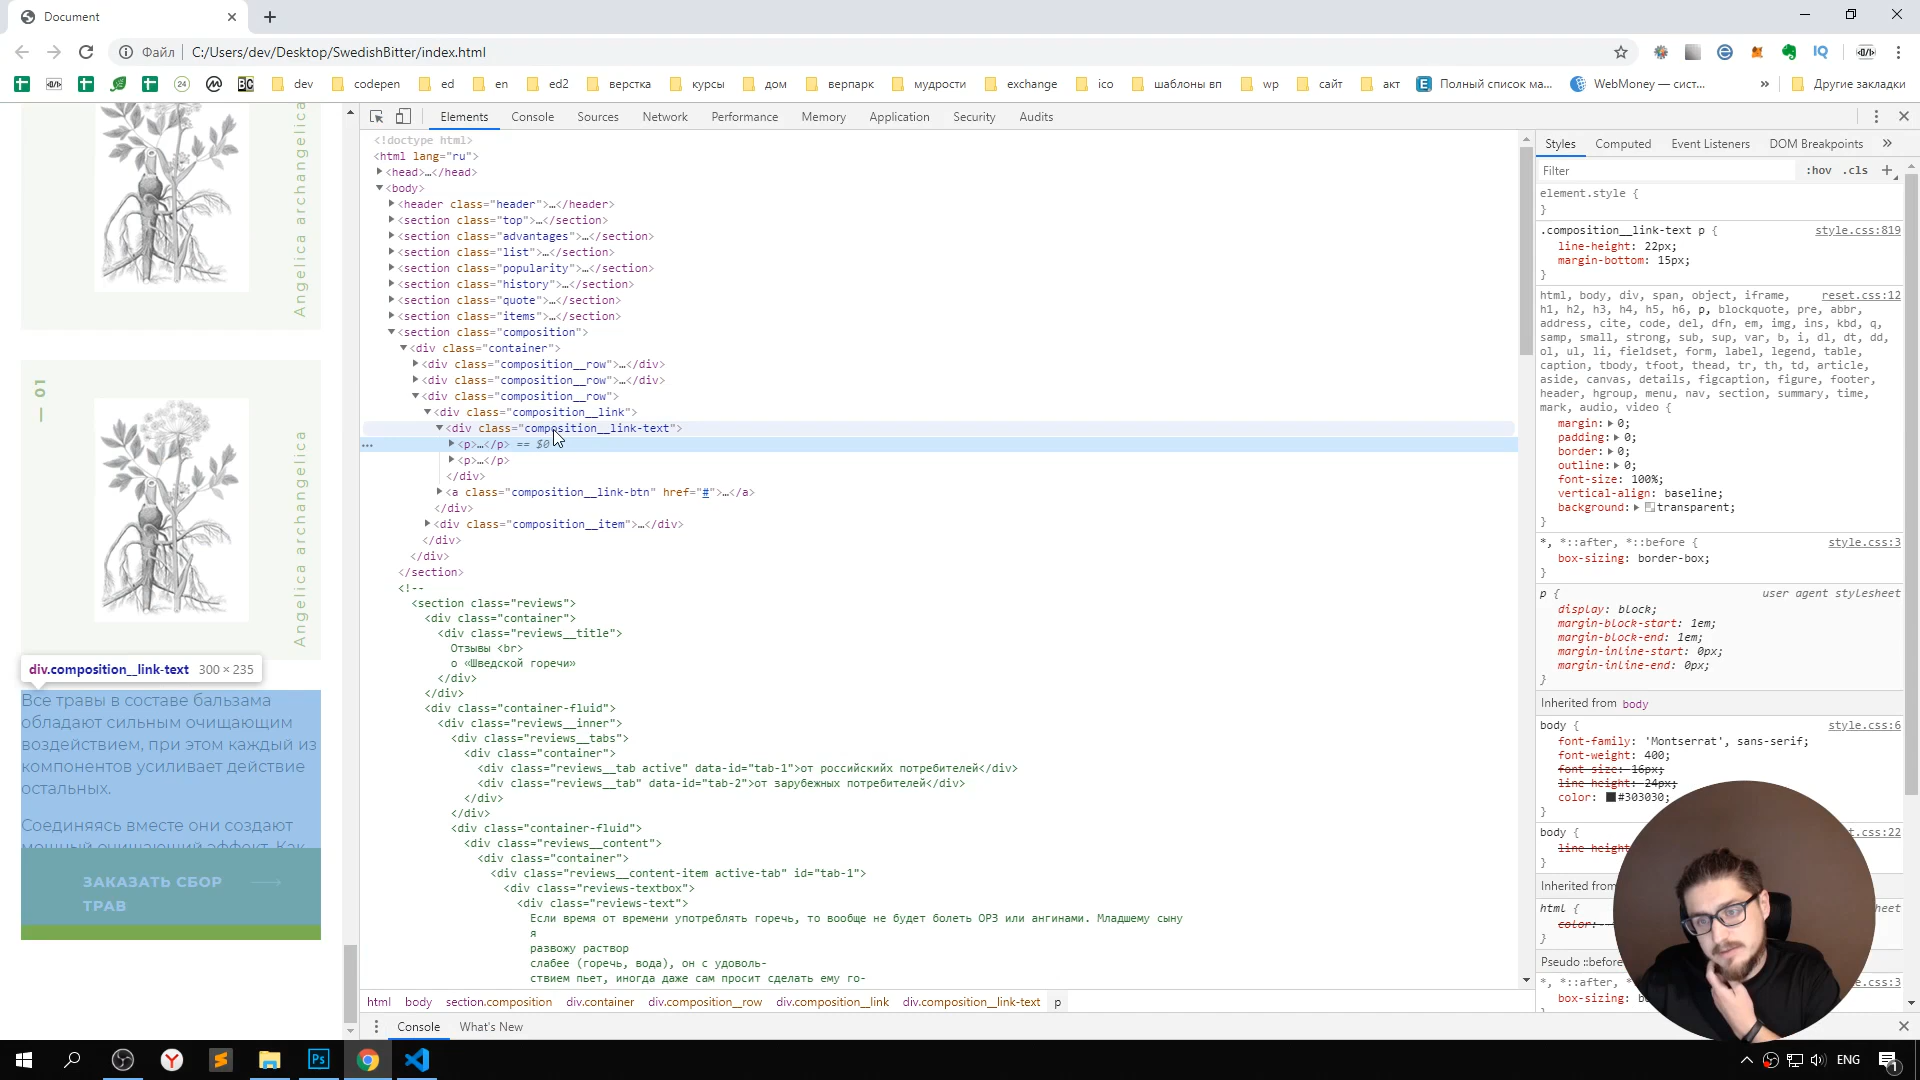 Document
Файл
C:/Users/dev/Desktop/SwedishBitter/index.html
IQ
24
BC
dev
codepen
ed
en
ed2
верстка
курсы
дом
верпарк
мудрости
exchange
ico
шаблоны вп
wp
сайт
акт
Полный список ма...
WebMoney — сист...
»
Другие закладки
Elements
Console
Sources
Network
Performance
Memory
Application
Security
Audits
Angelica archangelica
— 01
Angelica archangelica
div.composition__link-text 300 × 235
Все травы в составе бальзама
обладают сильным очищающим
воздействием, при этом каждый из
компонентов усиливает действие
остальных.
Соединяясь вместе они создают
мощный очищающий эффект. Как
ЗАКАЗАТЬ СБОР
ТРАВ
<!doctype html>
<html lang="ru">
<head>…</head>
<body>
<header class="header">…</header>
<section class="top">…</section>
<section class="advantages">…</section>
<section class="list">…</section>
<section class="popularity">…</section>
<section class="history">…</section>
<section class="quote">…</section>
<section class="items">…</section>
<section class="composition">
<div class="container">
<div class="composition__row">…</div>
<div class="composition__row">…</div>
<div class="composition__row">
<div class="composition__link">
<div class="composition__link-text">
<p>…</p> == $0
<p>…</p>
</div>
<a class="composition__link-btn" href="#">…</a>
</div>
<div class="composition__item">…</div>
</div>
</div>
</section>
<!--
<section class="reviews">
<div class="container">
<div class="reviews__title">
Отзывы <br>
о «Шведской горечи»
</div>
</div>
<div class="container-fluid">
<div class="reviews__inner">
<div class="reviews__tabs">
<div class="container">
<div class="reviews__tab active" data-id="tab-1">от российскийх потребителей</div>
<div class="reviews__tab" data-id="tab-2">от зарубежных потребителей</div>
</div>
</div>
<div class="container-fluid">
<div class="reviews__content">
<div class="container">
<div class="reviews__content-item active-tab" id="tab-1">
<div class="reviews-textbox">
<div class="reviews-text">
Если время от времени употреблять горечь, то вообще не будет болеть ОРЗ или ангинами. Младшему сыну
я
развожу раствор
слабее (горечь, вода), он с удоволь-
ствием пьет, иногда даже сам просит сделать ему го-
html
body
section.composition
div.container
div.composition__row
div.composition__link
div.composition__link-text
p
Console
What's New
Styles
Computed
Event Listeners
DOM Breakpoints
»
Filter
:hov .cls +
element.style {
}
.composition__link-text p { style.css:819
line-height: 22px;
margin-bottom: 15px;
}
html, body, div, span, object, iframe, reset.css:12
h1, h2, h3, h4, h5, h6, p, blockquote, pre, abbr,
address, cite, code, del, dfn, em, img, ins, kbd, q,
samp, small, strong, sub, sup, var, b, i, dl, dt, dd,
ol, ul, li, fieldset, form, label, legend, table,
caption, tbody, tfoot, thead, tr, th, td, article,
aside, canvas, details, figcaption, figure, footer,
header, hgroup, menu, nav, section, summary, time,
mark, audio, video {
margin: 0;
padding: 0;
border: 0;
outline: 0;
font-size: 100%;
vertical-align: baseline;
background: transparent;
}
*, *::after, *::before { style.css:3
box-sizing: border-box;
}
p { user agent stylesheet
display: block;
margin-block-start: 1em;
margin-block-end: 1em;
margin-inline-start: 0px;
margin-inline-end: 0px;
}
Inherited from body
body { style.css:6
font-family: 'Montserrat', sans-serif;
font-weight: 400;
font-size: 16px;
line-height: 24px;
color: #303030;
}
body { t.css:22
line-height
}
Inherited from
html { heet
color:
}
Pseudo ::before
*, *::after, * le.css:3
box-sizing: bo
Ps
ENG
1